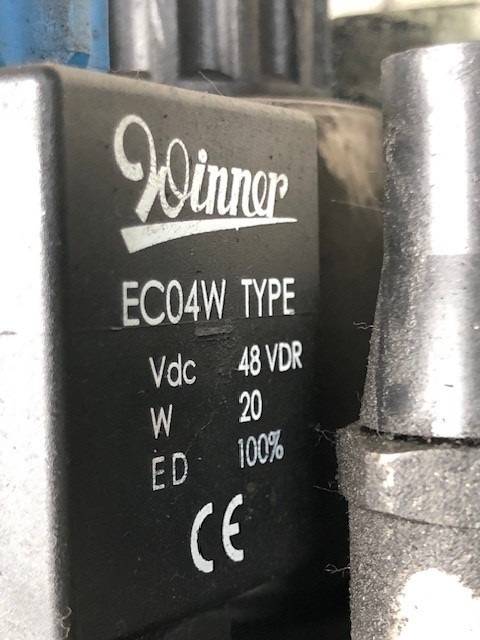 Winner
EC04W TYPE
Vdc 48 VDR
W 20
ED 100%
CE